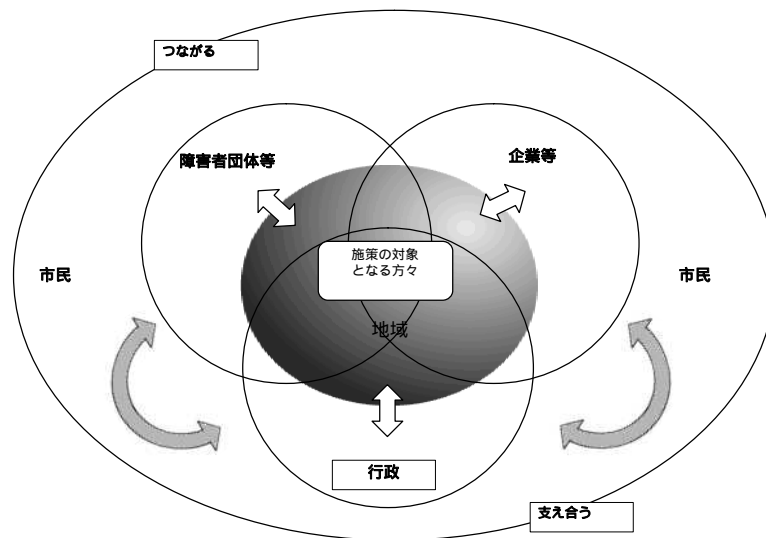 つながる
障害者団体等
企業等
施策の対象
となる方々
市民
市民
地域
行政
支え合う